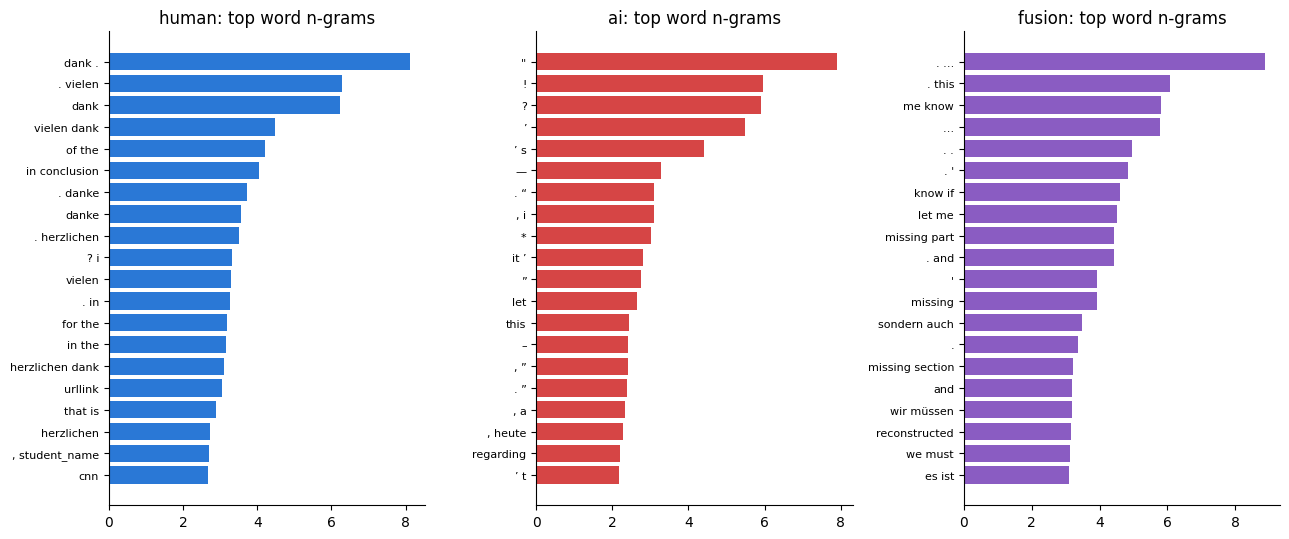 human: top word n-grams
dank .
. vielen
dank
vielen dank
of the
in conclusion
. danke
danke
. herzlichen
? i
vielen
. in
for the
in the
herzlichen dank
urllink
that is
herzlichen
, student_name
cnn
0 2 4 6 8
ai: top word n-grams
"
!
?
’
’ s
—
. “
, i
*
it ’
”
let
this
–
, ”
. ”
, a
, heute
regarding
’ t
0 2 4 6 8
fusion: top word n-grams
. ...
. this
me know
...
. .
. '
know if
let me
missing part
. and
'
missing
sondern auch
.
missing section
and
wir müssen
reconstructed
we must
es ist
0 2 4 6 8